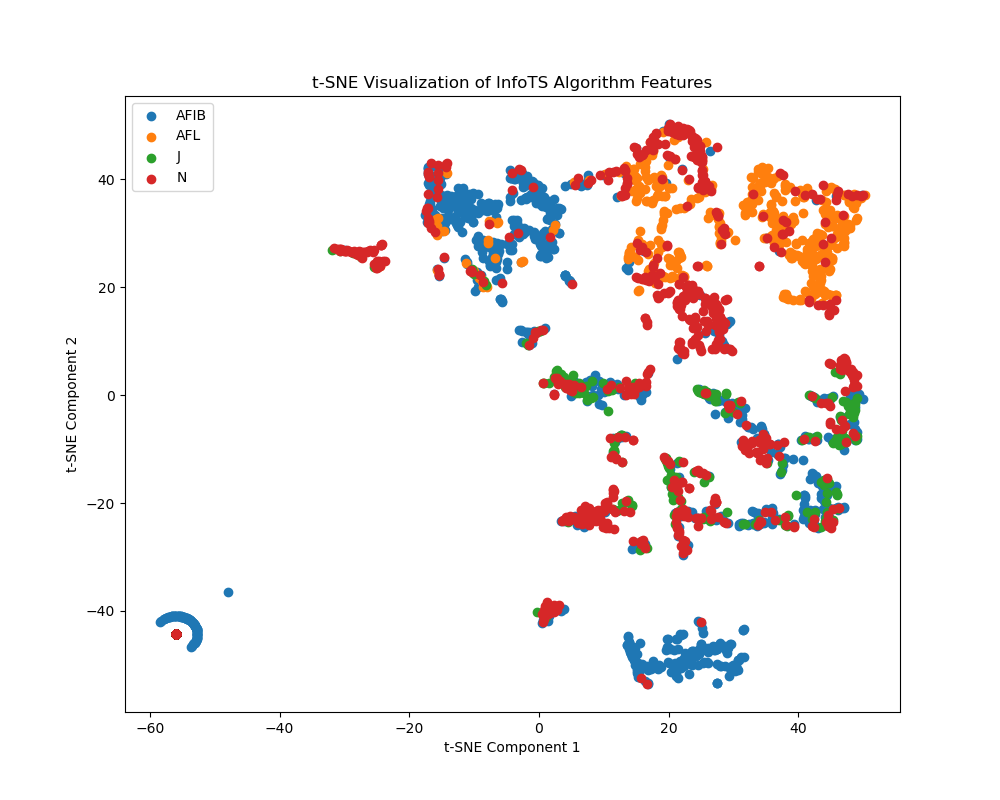 t-SNE Visualization of InfoTS Algorithm Features
AFIB
AFL
J
N
40
20
0
−20
−40
t-SNE Component 2
−60
−40
−20
0
20
40
t-SNE Component 1